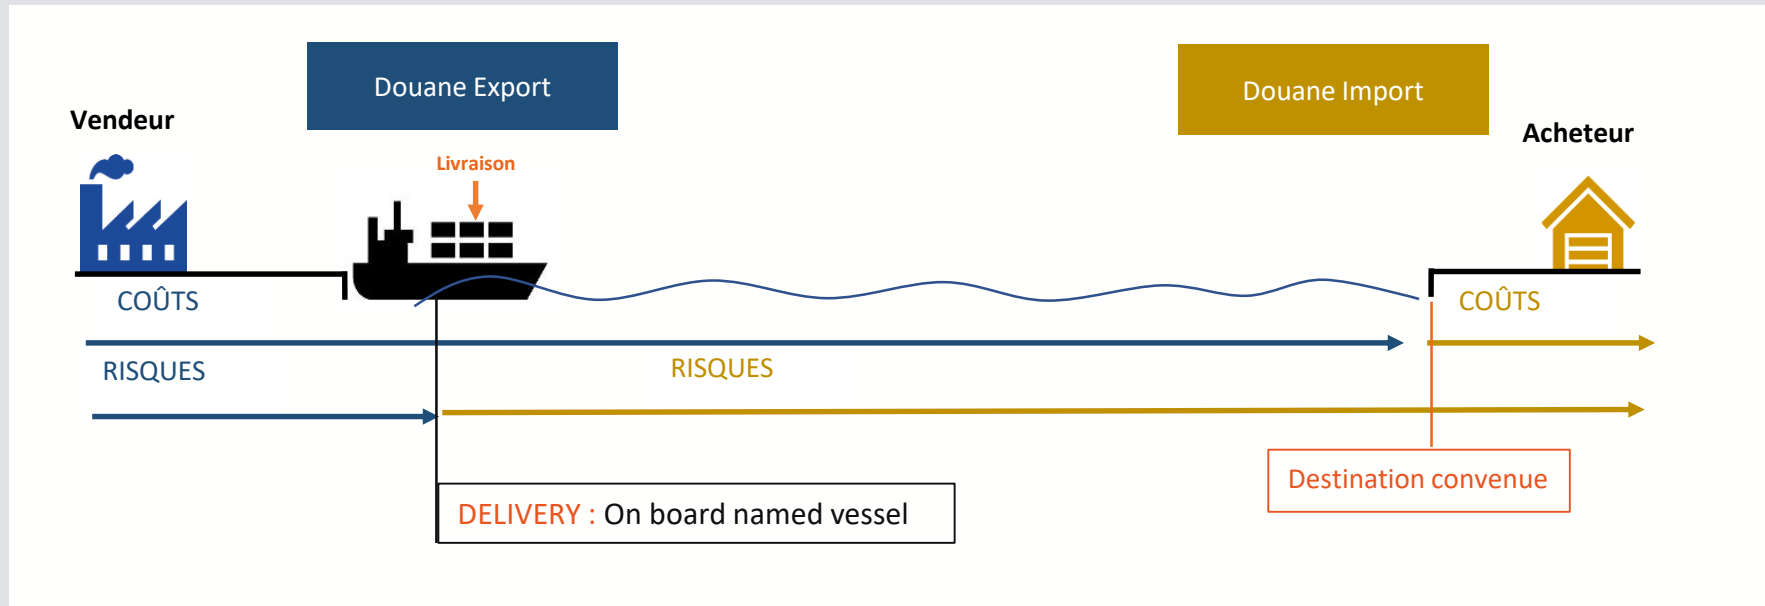 Douane Export
Douane Import
Vendeur
Acheteur
Livraison
COÛTS
COÛTS
RISQUES
RISQUES
Destination convenue
DELIVERY : On board named vessel